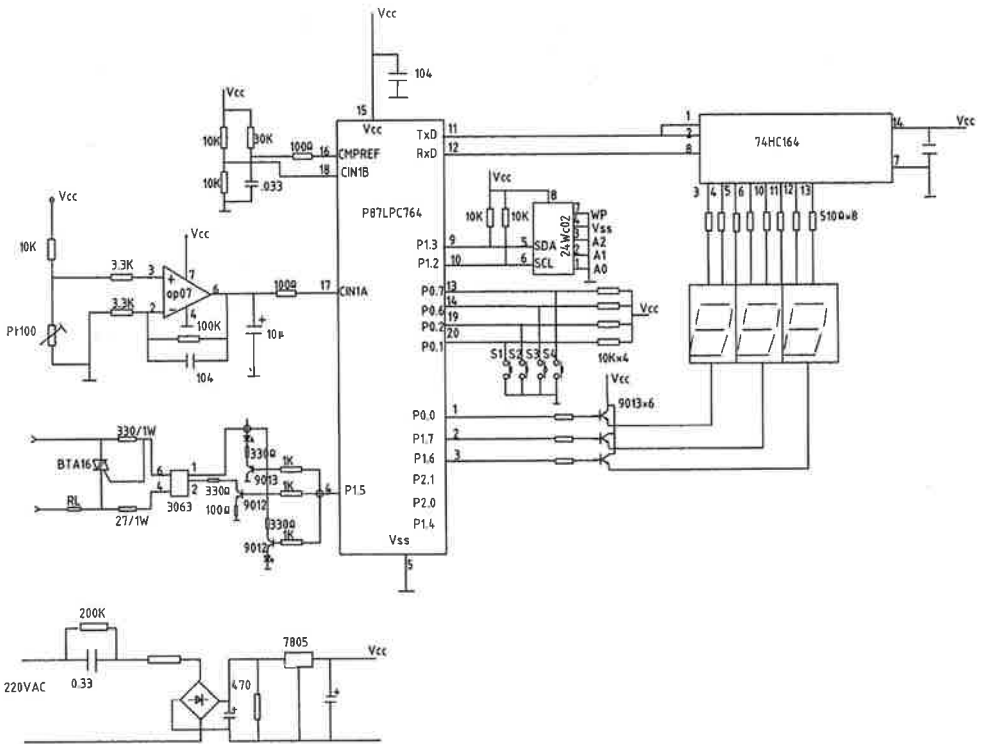 Vcc
104
15
Vcc
Vcc
10K
30K
100Ω
16
CMPREF
18
CIN1B
10K
.033
P87LPC764
TxD
11
RxD
12
1
2
8
74HC164
14
Vcc
7
3 4 5 6 10 11 12 13
510Ω×8
Vcc
10K
10K
8
24Wc02
7
WP
4
Vss
3
A2
2
A1
1
A0
P1.3
9
5
SDA
P1.2
10
6
SCL
10K
Pt100
3.3K
3.3K
3
2
+
−
op07
7
Vcc
6
4
100K
104
+
10μ
100Ω
17
CIN1A
P0.7
13
P0.6
14
P0.2
19
P0.1
20
Vcc
10K×4
S1
S2
S3
S4
Vcc
9013×6
P0.0
1
P1.7
2
P1.6
3
P2.1
P2.0
P1.4
Vss
5
330/1W
BTA16
RL
27/1W
6
4
3063
1
2
330Ω
100Ω
330Ω
9013
9012
330Ω
9012
1K
1K
1K
4
P1.5
200K
0.33
220VAC
470
+
7805
+
Vcc